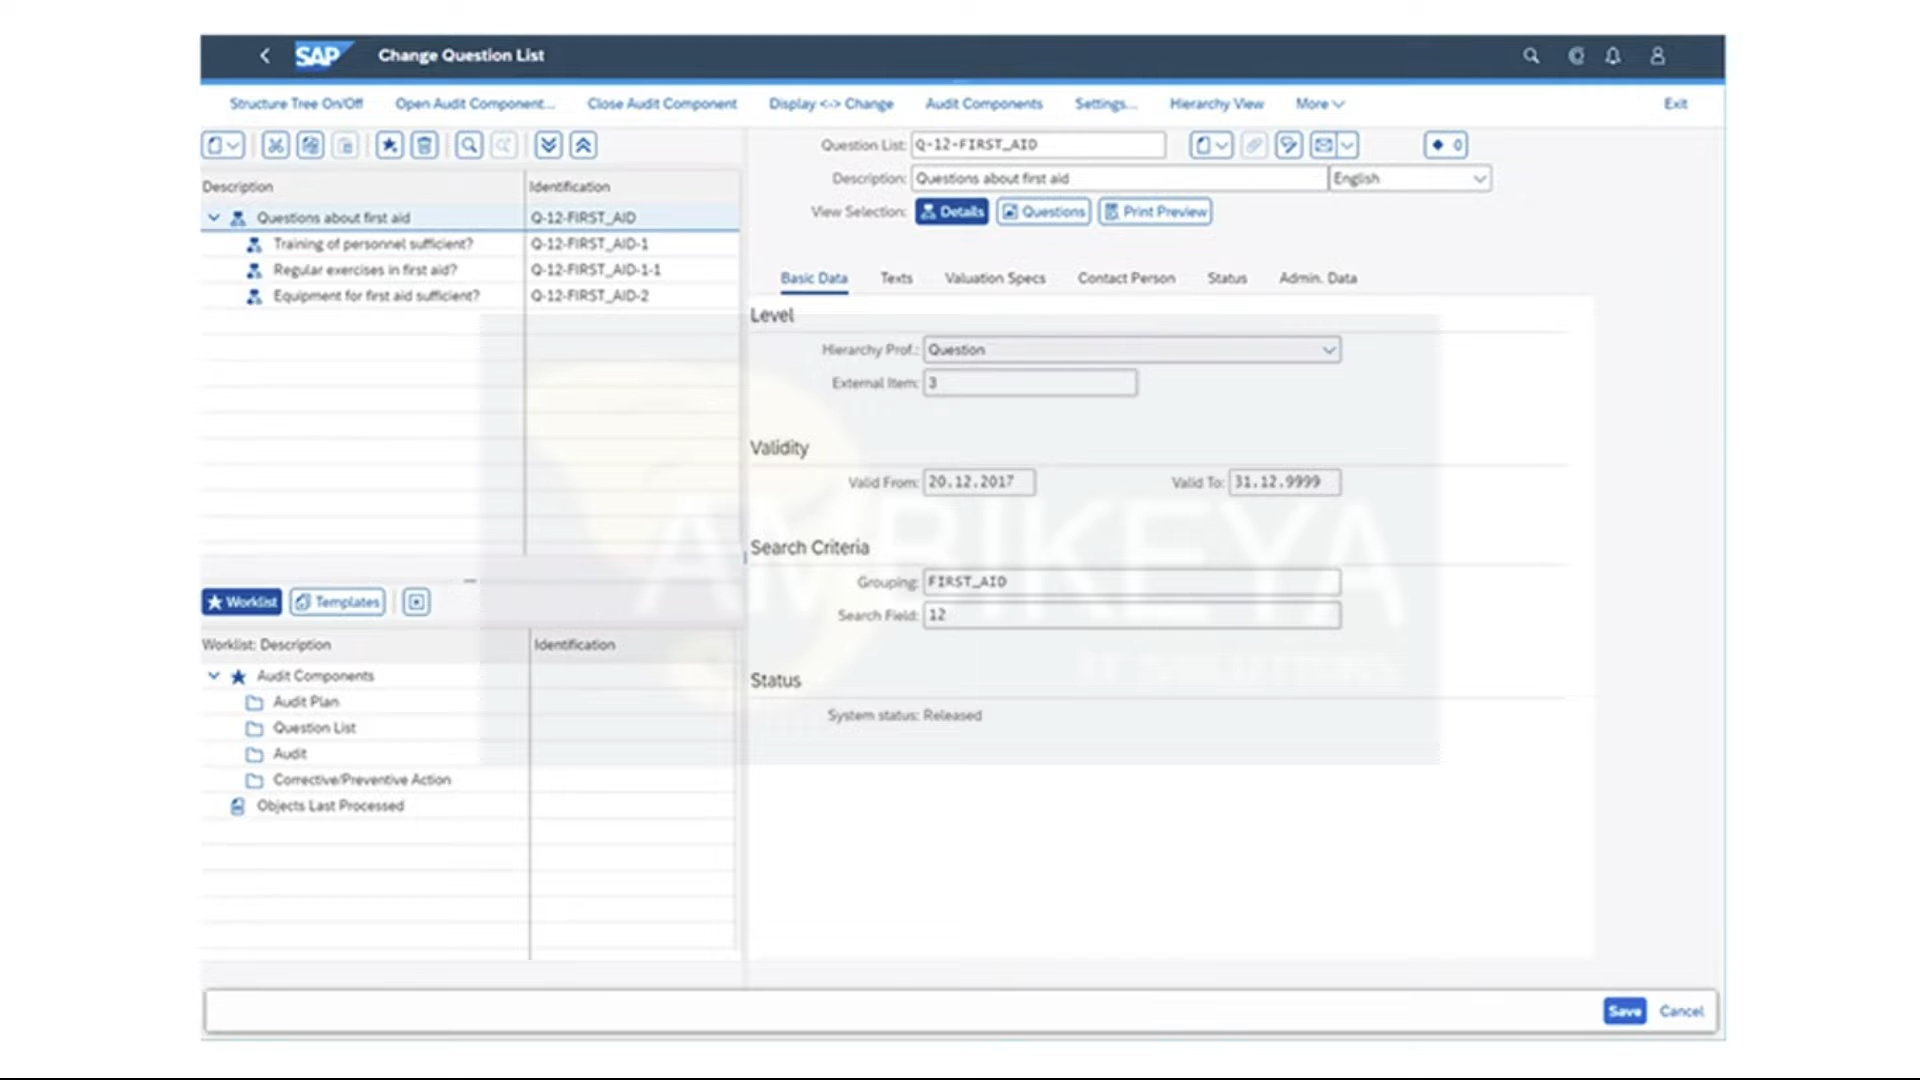 SAP Change Question List
Structure Tree On/Off Open Audit Component... Close Audit Component Display <-> Change Audit Components Settings... Hierarchy View More Exit
Question List: Q-12-FIRST_AID 0
Description: Questions about first aid English
View Selection: Details Questions Print Preview
Description Identification
Questions about first aid Q-12-FIRST_AID
Training of personnel sufficient? Q-12-FIRST_AID-1
Regular exercises in first aid? Q-12-FIRST_AID-1-1
Equipment for first aid sufficient? Q-12-FIRST_AID-2
Basic Data Texts Valuation Specs Contact Person Status Admin. Data
Level
Hierarchy Prof.: Question
External Item: 3
Validity
Valid From: 20.12.2017 Valid To: 31.12.9999
Search Criteria
Grouping: FIRST_AID
Search Field: 12
Status
System status: Released
Worklist Templates
Worklist: Description Identification
Audit Components
Audit Plan
Question List
Audit
Corrective/Preventive Action
Objects Last Processed
Save Cancel